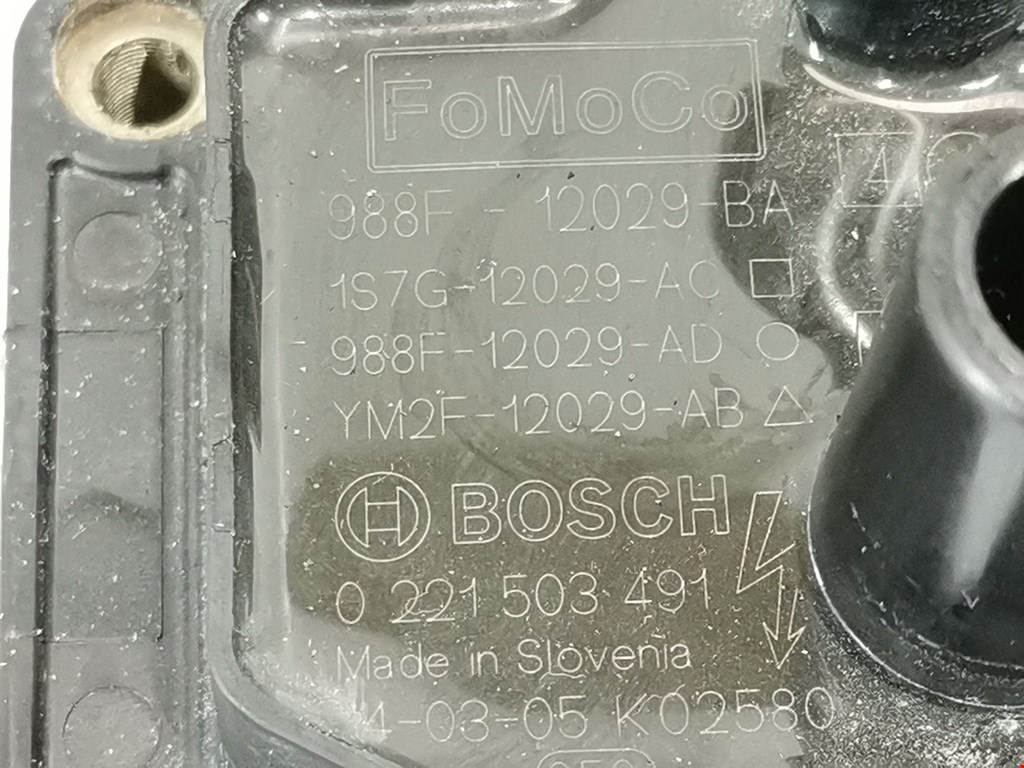 FoMoCo
988F - 12029-BA
1S7G-12029-AC
988F-12029-AD
YM2F-12029-AB
BOSCH
0 221 503 491
Made in Slovenia
4-03-05 K02580